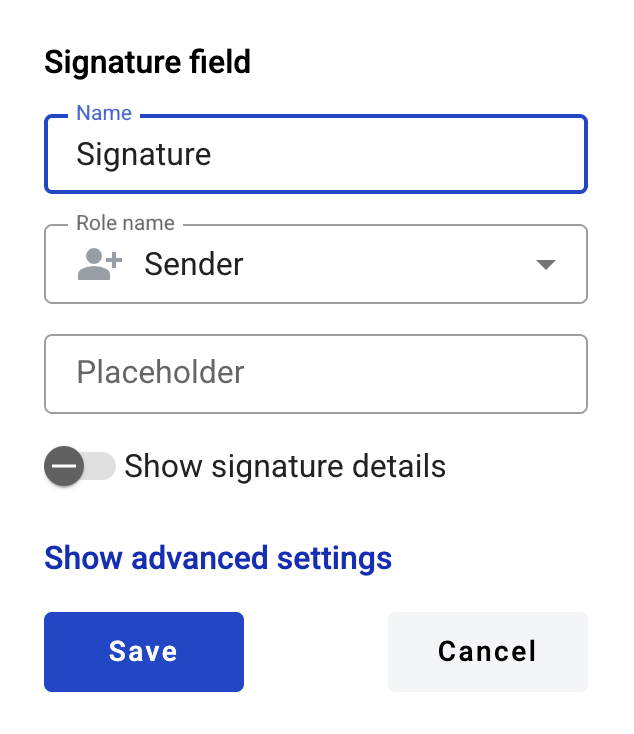 Signature field
Name
Signature
Role name
Sender
Placeholder
Show signature details
Show advanced settings
Save
Cancel